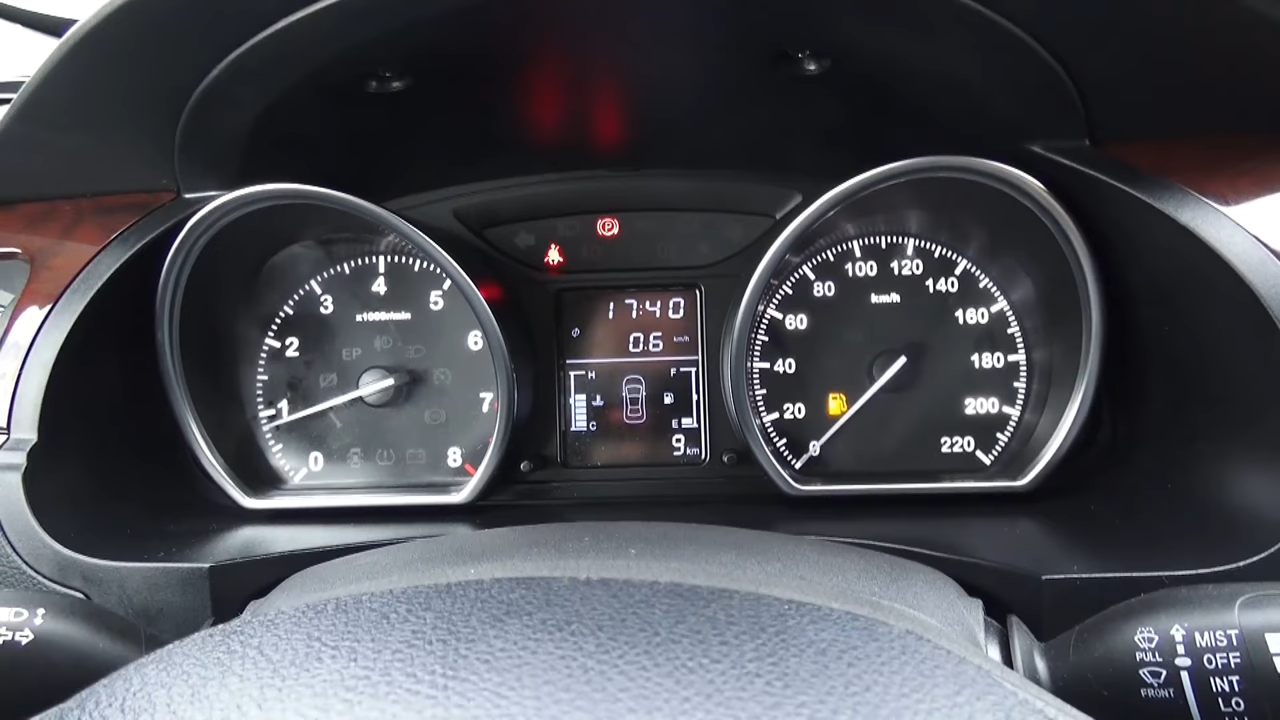 17:40
Ø 0.6 km/h
H
F
C
E
9 km
0
1
2
3
4
5
6
7
8
x1000r/min
EP
P
0
20
40
60
80
100
120
140
160
180
200
220
km/h
MIST
PULL
OFF
INT
FRONT
LO